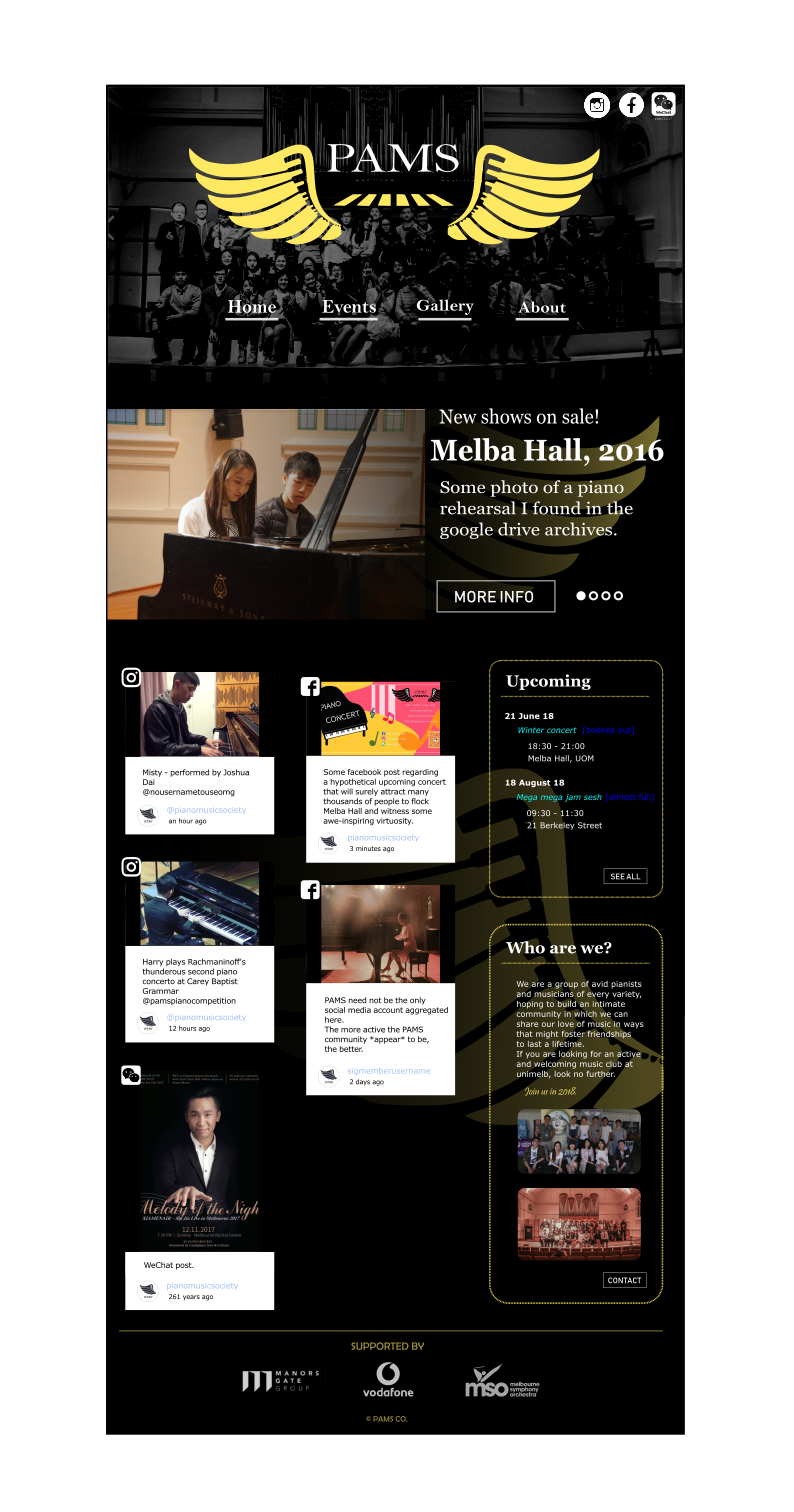 WeChat
PAMS
Home
Events
Gallery
About
New shows on sale!
Melba Hall, 2016
Some photo of a piano
rehearsal I found in the
google drive archives.
MORE INFO
STEINWAY & SONS
Misty - performed by Joshua
Dai
@nousernametouseomg
@pianomusicsociety
an hour ago
Harry plays Rachmaninoff's
thunderous second piano
concerto at Carey Baptist
Grammar
@pamspianocompetition
@pianomusicsociety
12 hours ago
Melody of the Nigh
12.11.2017
WeChat post.
pianomusicsociety
261 years ago
PIANO
CONCERT
Some facebook post regarding
a hypothetical upcoming concert
that will surely attract many
thousands of people to flock
Melba Hall and witness some
awe-inspiring virtuosity.
pianomusicsociety
3 minutes ago
PAMS need not be the only
social media account aggregated
here.
The more active the PAMS
community *appear* to be,
the better.
sigmemberusername
2 days ago
Upcoming
21 June 18
Winter concert [booked out]
18:30 - 21:00
Melba Hall, UOM
18 August 18
Mega mega jam sesh [almost full]
09:30 - 11:30
21 Berkeley Street
SEE ALL
Who are we?
We are a group of avid pianists
and musicians of every variety,
hoping to build an intimate
community in which we can
share our love of music in ways
that might foster friendships
to last a lifetime.
If you are looking for an active
and welcoming music club at
unimelb, look no further.
Join us in 2018.
CONTACT
SUPPORTED BY
MANORS
GATE
GROUP
vodafone
mso melbourne
symphony
orchestra
© PAMS CO.